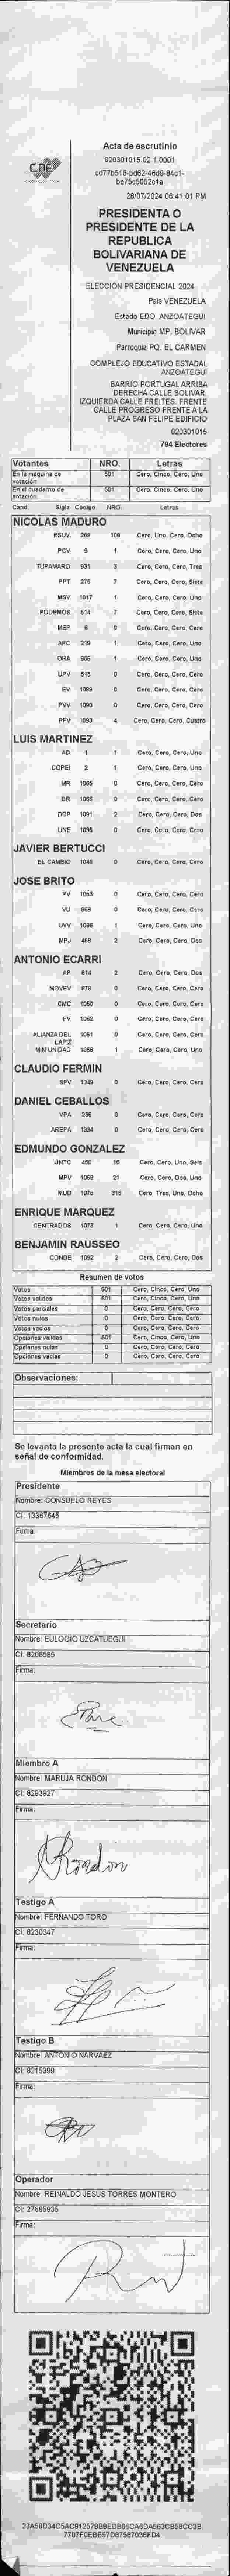 CNE
Acta de escrutinio
020301015.02.1.0001
28/07/2024 06:41:01 PM
PRESIDENTA O
PRESIDENTE DE LA
REPUBLICA
BOLIVARIANA DE
VENEZUELA
ELECCION PRESIDENCIAL 2024
País VENEZUELA
Estado EDO. ANZOATEGUI
Municipio MP. BOLIVAR
Parroquia PQ. EL CARMEN
COMPLEJO EDUCATIVO ESTADAL
ANZOATEGUI
BARRIO PORTUGAL ARRIBA
DERECHA CALLE BOLIVAR.
IZQUIERDA CALLE FREITES. FRENTE
CALLE PROGRESO FRENTE A LA
PLAZA SAN FELIPE EDIFICIO
020301015
794 Electores
Votantes NRO. Letras
En la máquina de votación 501 Cero, Cinco, Cero, Uno
En el cuaderno de votación 501 Cero, Cinco, Cero, Uno
Cand. Sigla Código NRO. Letras
NICOLAS MADURO
PSUV 269 108 Cero, Uno, Cero, Ocho
PCV 9 1 Cero, Cero, Cero, Uno
TUPAMARO 931 3 Cero, Cero, Cero, Tres
PPT 276 7 Cero, Cero, Cero, Siete
MSV 1017 1 Cero, Cero, Cero, Uno
PODEMOS 514 7 Cero, Cero, Cero, Siete
MEP 6 0 Cero, Cero, Cero, Cero
APC 219 1 Cero, Cero, Cero, Uno
ORA 905 1 Cero, Cero, Cero, Uno
UPV 513 0 Cero, Cero, Cero, Cero
EV 1089 0 Cero, Cero, Cero, Cero
PVV 1090 0 Cero, Cero, Cero, Cero
PFV 1093 4 Cero, Cero, Cero, Cuatro
LUIS MARTINEZ
AD 1 1 Cero, Cero, Cero, Uno
COPEI 2 1 Cero, Cero, Cero, Uno
MR 1065 0 Cero, Cero, Cero, Cero
BR 1066 0 Cero, Cero, Cero, Cero
DDP 1091 2 Cero, Cero, Cero, Dos
UNE 1095 0 Cero, Cero, Cero, Cero
JAVIER BERTUCCI
EL CAMBIO 1046 0 Cero, Cero, Cero, Cero
JOSE BRITO
PV 1053 0 Cero, Cero, Cero, Cero
VU 968 0 Cero, Cero, Cero, Cero
UVV 1096 1 Cero, Cero, Cero, Uno
MPJ 458 2 Cero, Cero, Cero, Dos
ANTONIO ECARRI
AP 614 2 Cero, Cero, Cero, Dos
MOVEV 978 0 Cero, Cero, Cero, Cero
CMC 1050 0 Cero, Cero, Cero, Cero
FV 1062 0 Cero, Cero, Cero, Cero
ALIANZA DEL LAPIZ 1051 0 Cero, Cero, Cero, Cero
MIN UNIDAD 1068 1 Cero, Cero, Cero, Uno
CLAUDIO FERMIN
SPV 1049 0 Cero, Cero, Cero, Cero
DANIEL CEBALLOS
VPA 236 0 Cero, Cero, Cero, Cero
AREPA 1034 0 Cero, Cero, Cero, Cero
EDMUNDO GONZALEZ
UNTC 460 16 Cero, Cero, Uno, Seis
MPV 1069 21 Cero, Cero, Dos, Uno
MUD 1076 318 Cero, Tres, Uno, Ocho
ENRIQUE MARQUEZ
CENTRADOS 1073 1 Cero, Cero, Cero, Uno
BENJAMIN RAUSSEO
CONDE 1092 2 Cero, Cero, Cero, Dos
Resumen de votos
Votos 501 Cero, Cinco, Cero, Uno
Votos validos 501 Cero, Cinco, Cero, Uno
Votos parciales 0 Cero, Cero, Cero, Cero
Votos nulos 0 Cero, Cero, Cero, Cero
Votos vacios 0 Cero, Cero, Cero, Cero
Opciones validas 501 Cero, Cinco, Cero, Uno
Opciones nulas 0 Cero, Cero, Cero, Cero
Opciones vacias 0 Cero, Cero, Cero, Cero
Observaciones:
Se levanta la presente acta la cual firman en
señal de conformidad.
Miembros de la mesa electoral
Presidente
Nombre: CONSUELO REYES
CI: 13367645
Firma:
Secretario
Nombre: EULOGIO UZCATUEGUI
CI: 8208585
Firma:
Miembro A
Nombre: MARUJA RONDON
CI: 8293927
Firma:
Rondon
Testigo A
Nombre: FERNANDO TORO
CI: 8230347
Firma:
Testigo B
Nombre: ANTONIO NARVAEZ
CI: 8215399
Firma:
Operador
Nombre: REINALDO JESUS TORRES MONTERO
CI: 27685935
Firma: